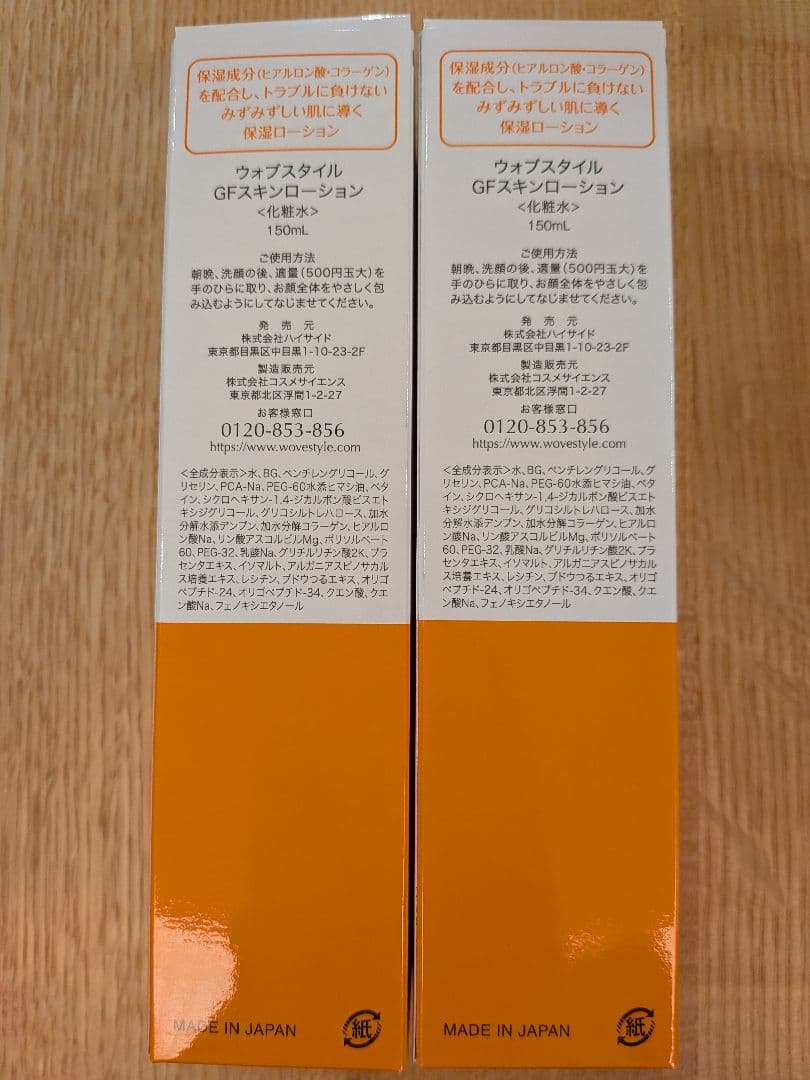 保湿成分(ヒアルロン酸・コラーゲン)
を配合し、トラブルに負けない
みずみずしい肌に導く
保湿ローション
ウォブスタイル
GFスキンローション
<化粧水>
150mL
ご使用方法
朝晩、洗顔の後、適量(500円玉大)を
手のひらに取り、お顔全体をやさしく包
み込むようにしてなじませてください。
発売元
株式会社ハイサイド
東京都目黒区中目黒1-10-23-2F
製造販売元
株式会社コスメサイエンス
東京都北区浮間1-2-27
お客様窓口
0120-853-856
https://www.wovestyle.com
<全成分表示>水、BG、ペンチレングリコール、グ
リセリン、PCA-Na、PEG-60水添ヒマシ油、ベタ
イン、シクロヘキサン-1,4-ジカルボン酸ビスエト
キシジグリコール、グリコシルトレハロース、加水
分解水添デンプン、加水分解コラーゲン、ヒアルロ
ン酸Na、リン酸アスコルビルMg、ポリソルベート
60、PEG-32、乳酸Na、グリチルリチン酸2K、プラ
センタエキス、イソマルト、アルガニアスピノサカル
ス培養エキス、レシチン、ブドウつるエキス、オリゴ
ペプチド-24、オリゴペプチド-34、クエン酸、クエ
ン酸Na、フェノキシエタノール
MADE IN JAPAN
紙
保湿成分(ヒアルロン酸・コラーゲン)
を配合し、トラブルに負けない
みずみずしい肌に導く
保湿ローション
ウォブスタイル
GFスキンローション
<化粧水>
150mL
ご使用方法
朝晩、洗顔の後、適量(500円玉大)を
手のひらに取り、お顔全体をやさしく包
み込むようにしてなじませてください。
発売元
株式会社ハイサイド
東京都目黒区中目黒1-10-23-2F
製造販売元
株式会社コスメサイエンス
東京都北区浮間1-2-27
お客様窓口
0120-853-856
https://www.wovestyle.com
<全成分表示>水、BG、ペンチレングリコール、グ
リセリン、PCA-Na、PEG-60水添ヒマシ油、ベタ
イン、シクロヘキサン-1,4-ジカルボン酸ビスエト
キシジグリコール、グリコシルトレハロース、加水
分解水添デンプン、加水分解コラーゲン、ヒアルロ
ン酸Na、リン酸アスコルビルMg、ポリソルベート
60、PEG-32、乳酸Na、グリチルリチン酸2K、プラ
センタエキス、イソマルト、アルガニアスピノサカル
ス培養エキス、レシチン、ブドウつるエキス、オリゴ
ペプチド-24、オリゴペプチド-34、クエン酸、クエ
ン酸Na、フェノキシエタノール
MADE IN JAPAN
紙